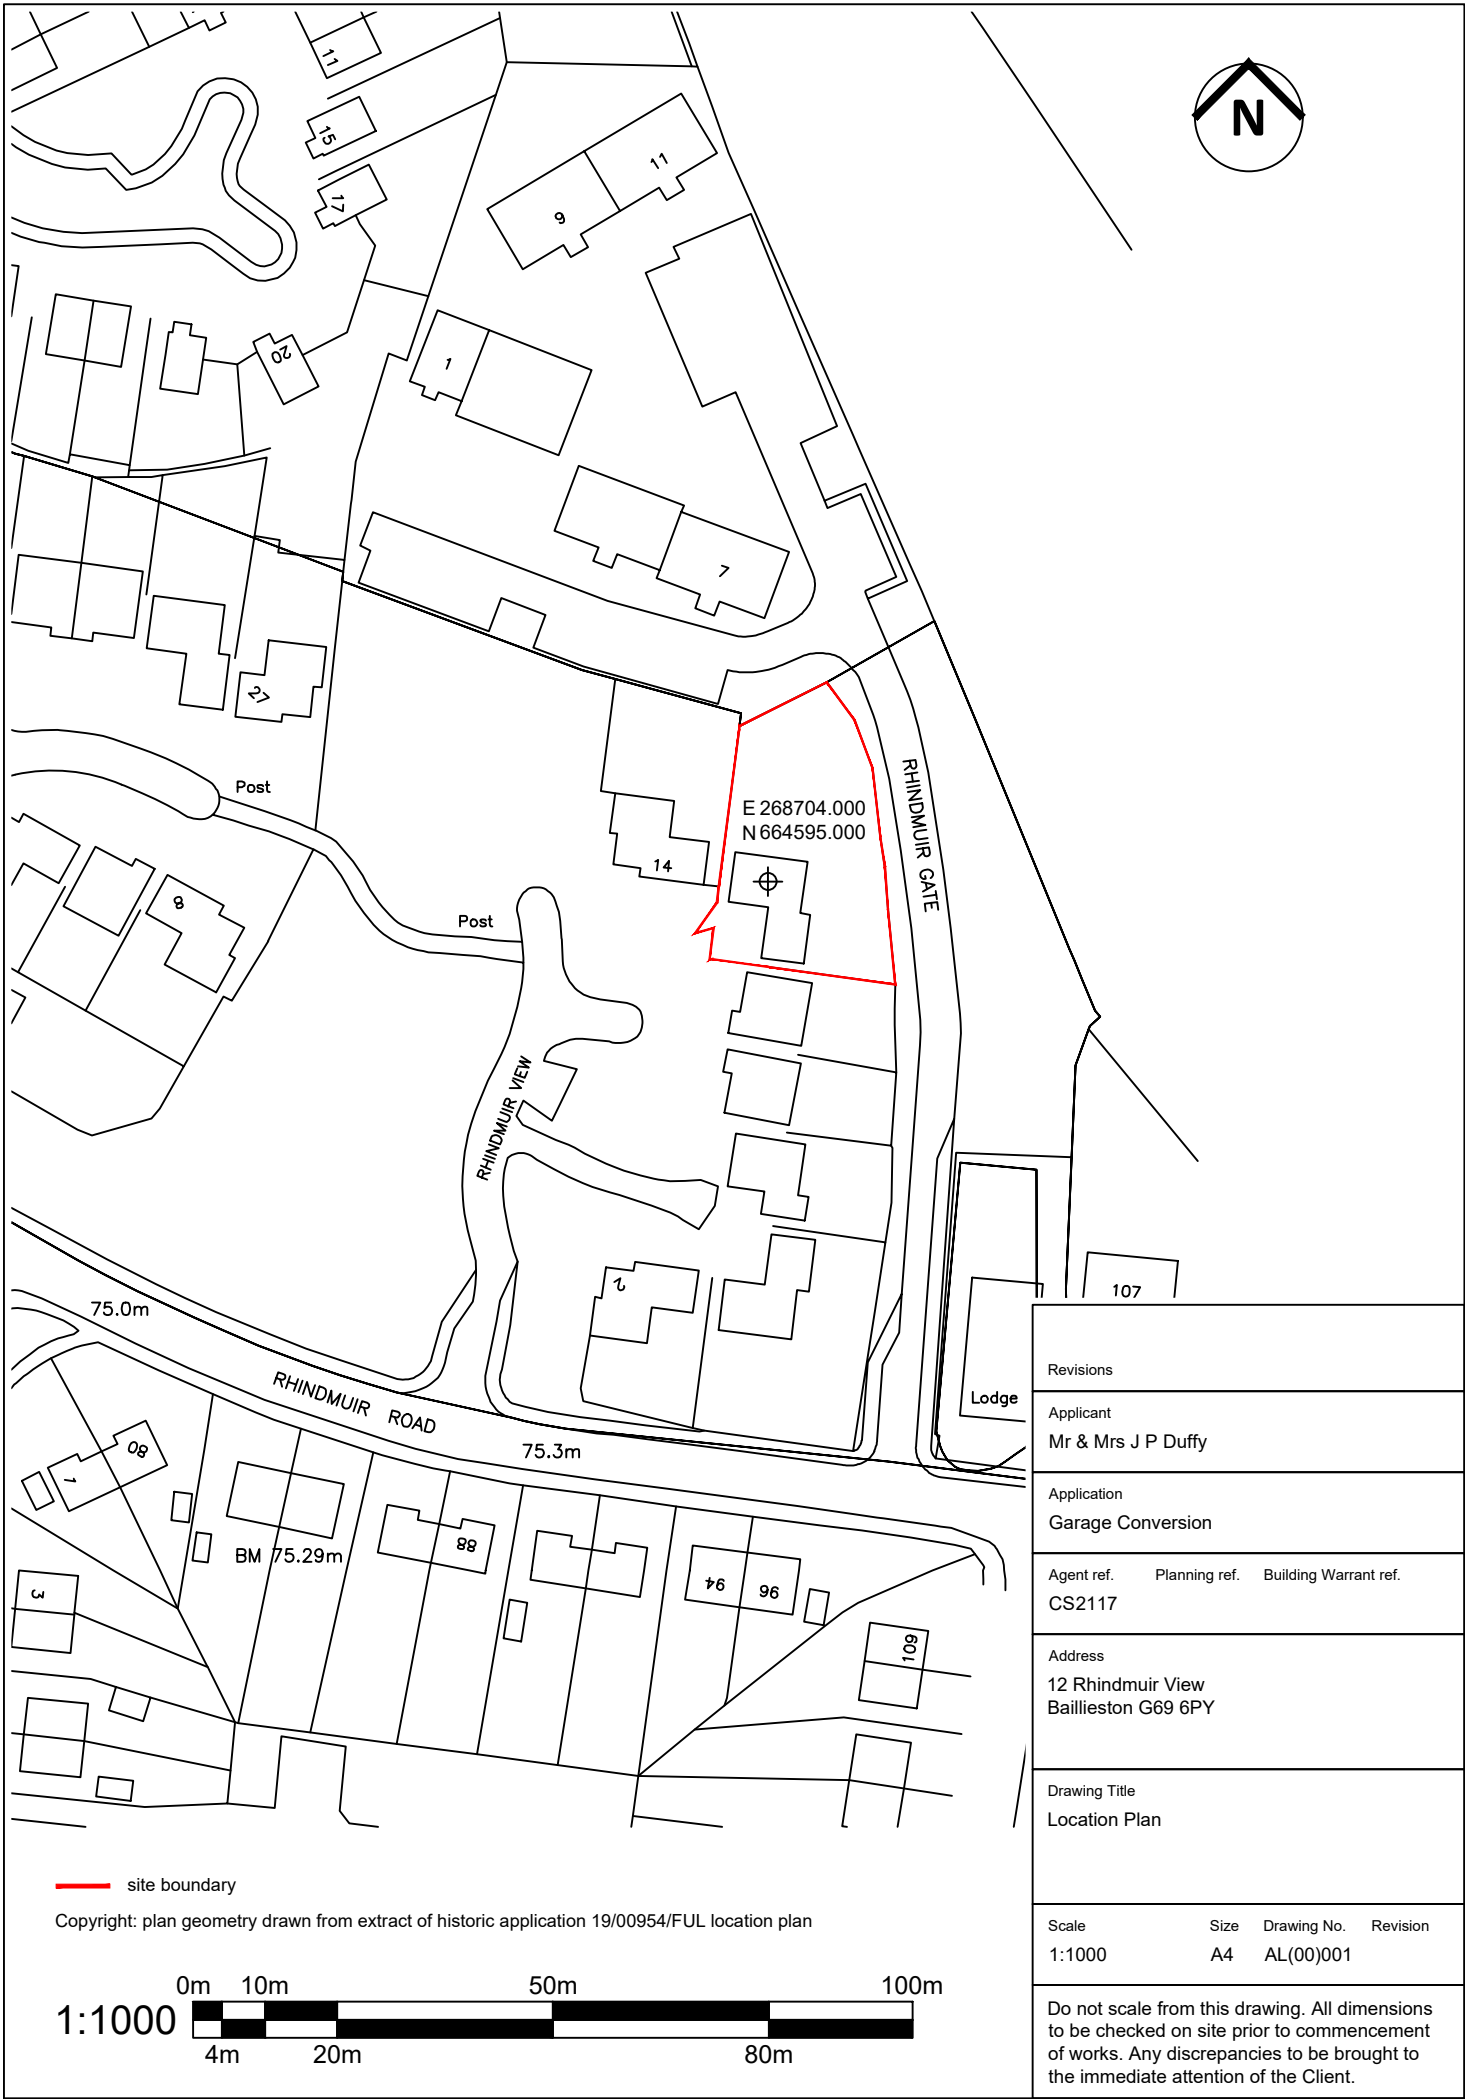 11
15
17
N
11
9
20
1
7
27
Post
E 268704.000
N 664595.000
RHINDMUIR GATE
14
8
Post
RHINDMUIR VIEW
2
107
75.0m
RHINDMUIR ROAD
75.3m
Lodge
80
1
BM 75.29m
88
94
96
3
109
Revisions
Applicant
Mr & Mrs J P Duffy
Application
Garage Conversion
Agent ref. Planning ref. Building Warrant ref.
CS2117
Address
12 Rhindmuir View
Baillieston G69 6PY
Drawing Title
Location Plan
Scale Size Drawing No. Revision
1:1000 A4 AL(00)001
Do not scale from this drawing. All dimensions
to be checked on site prior to commencement
of works. Any discrepancies to be brought to
the immediate attention of the Client.
site boundary
Copyright: plan geometry drawn from extract of historic application 19/00954/FUL location plan
0m 10m 50m 100m
1:1000
4m 20m 80m